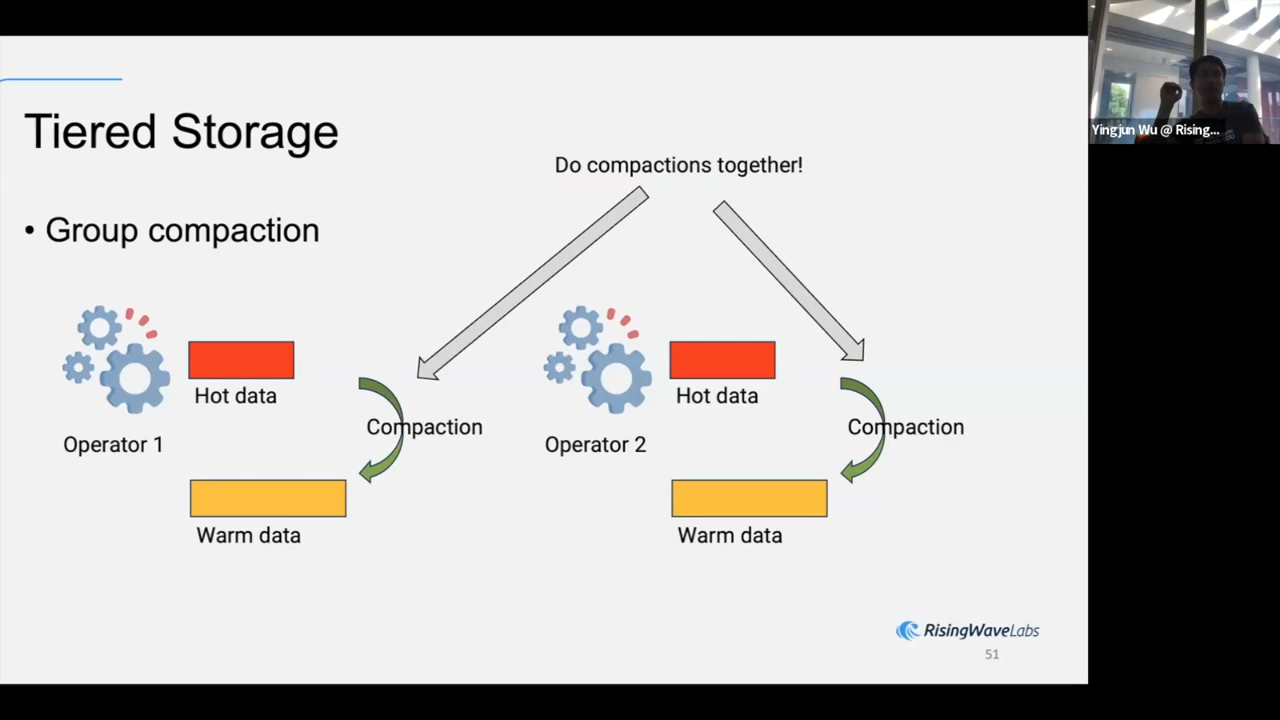 Tiered Storage
Do compactions together!
• Group compaction
Hot data
Compaction
Operator 1
Warm data
Hot data
Compaction
Operator 2
Warm data
RisingWaveLabs
51
Yingjun Wu @ Rising...